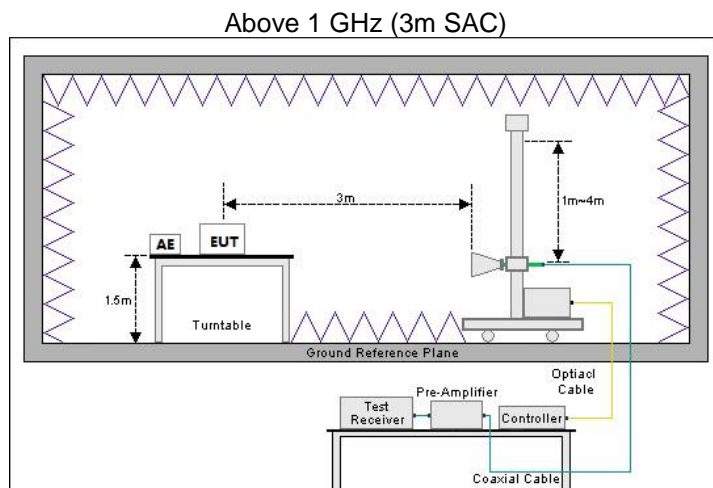 Above 1 GHz (3m SAC)
3m
1m~4m
AE
EUT
1.5m
Turntable
Ground Reference Plane
Optiacl
Cable
Pre-Amplifier
Test
Receiver
Controller
Coaxial Cable